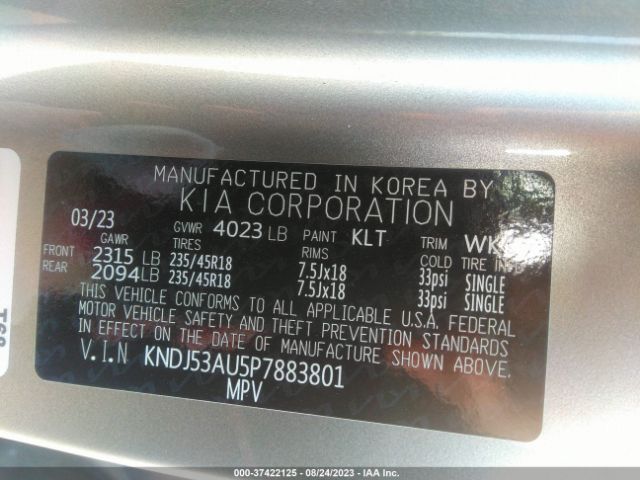 MANUFACTURED IN KOREA BY
KIA CORPORATION
03/23 GVWR 4023 LB PAINT KLT TRIM
GAWR TIRES RIMS COLD TIRE
FRONT 2315 LB 235/45R18 7.5Jx18 33psi SINGLE
REAR 2094 LB 235/45R18 7.5Jx18 33psi SINGLE
THIS VEHICLE CONFORMS TO ALL APPLICABLE U.S.A. FEDERAL
MOTOR VEHICLE SAFETY AND THEFT PREVENTION STANDARDS
IN EFFECT ON THE DATE OF MANUFACTURE SHOWN ABOVE.
V.I.N KNDJ53AU5P7883801
MPV
000-37422125 - 08/24/2023 - IAA Inc.